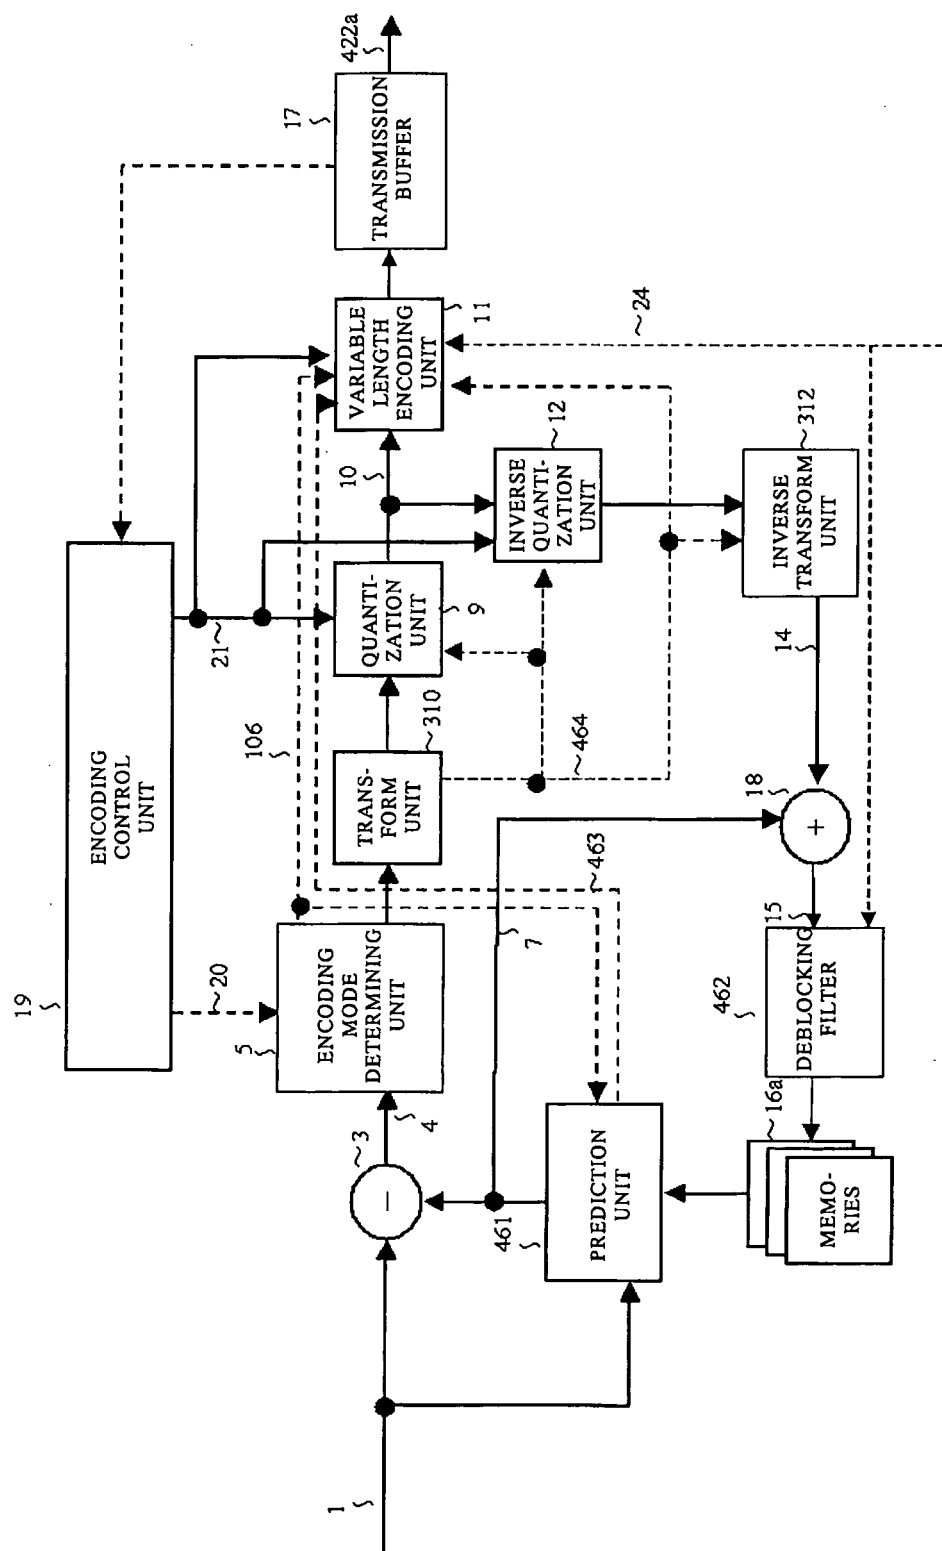 1
3
4
19
ENCODING
CONTROL
UNIT
20
5
ENCODING
MODE
DETERMINING
UNIT
106
21
TRANS-
FORM
UNIT
310
QUANTI-
ZATION
UNIT
9
10
VARIABLE
LENGTH
ENCODING
UNIT
11
17
TRANSMISSION
BUFFER
422a
461
PREDICTION
UNIT
7
463
464
INVERSE
QUANTI-
ZATION
UNIT
12
24
MEMO-
RIES
16a
462
DEBLOCKING
FILTER
15
18
+
−
14
INVERSE
TRANSFORM
UNIT
312